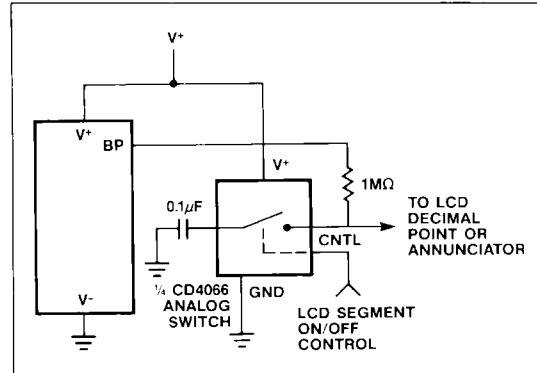 V+
V+
BP
V+
1MΩ
0.1μF
TO LCD
DECIMAL
POINT OR
ANNUNCIATOR
CNTL
V-
¼ CD4066
ANALOG
SWITCH
GND
LCD SEGMENT
ON/OFF
CONTROL